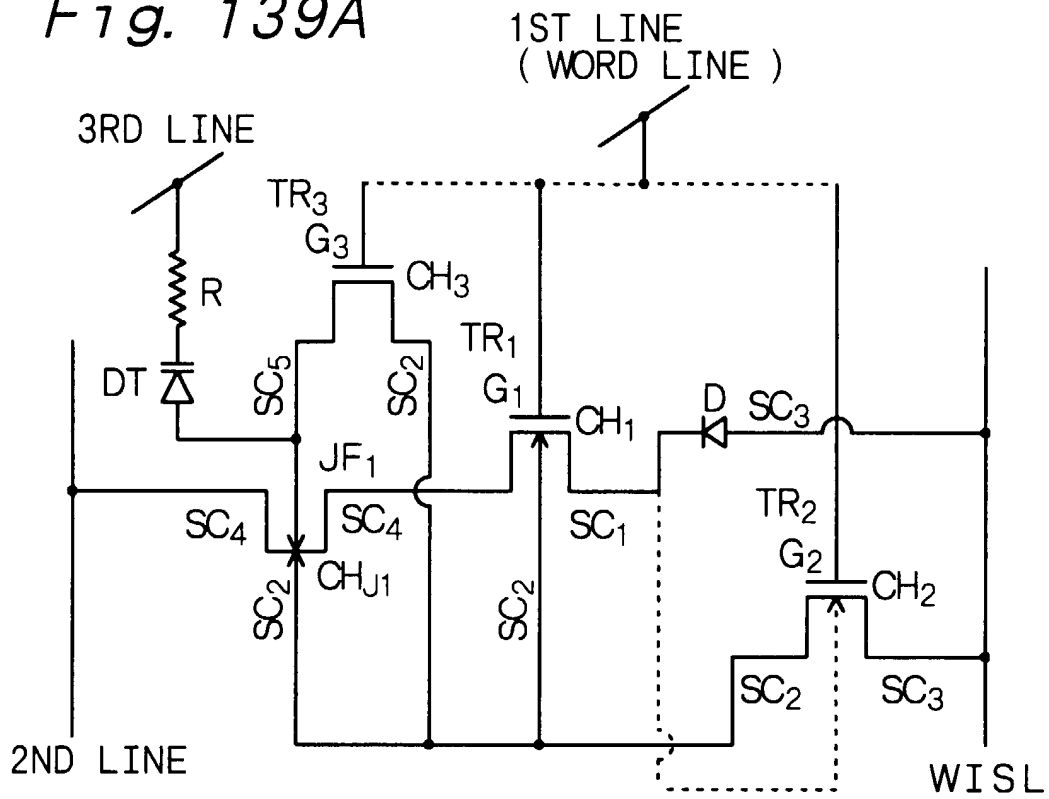 Fig. 139A
1ST LINE
( WORD LINE )
3RD LINE
TR3
G3
CH3
R
TR1
DT
SC5
SC2
G1
D
SC3
CH1
JF1
SC4
SC4
SC1
TR2
G2
CHJ1
SC2
SC2
CH2
SC2
SC3
2ND LINE
WISL